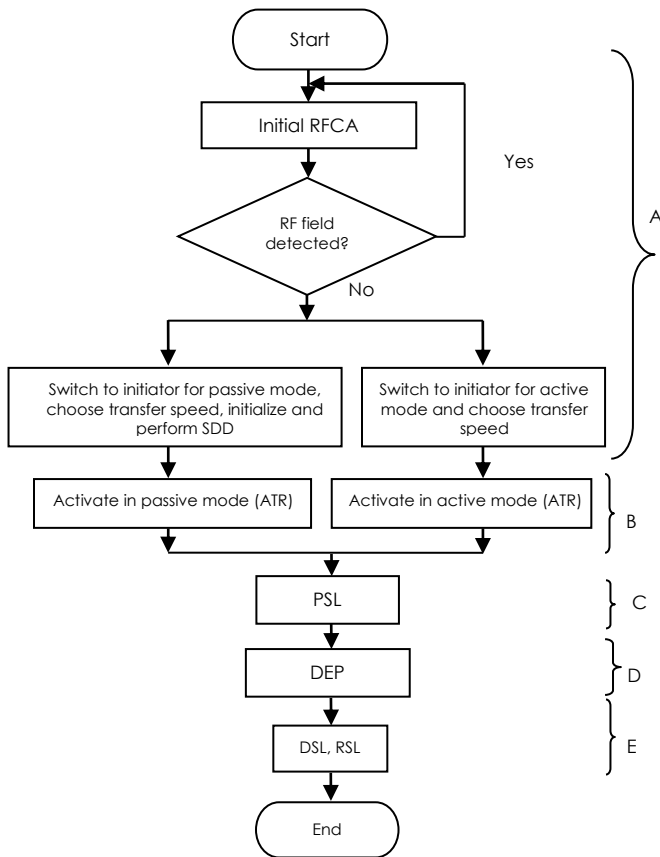 Start
Initial RFCA
Yes
A
RF field
detected?
No
Switch to initiator for passive mode,
choose transfer speed, initialize and
perform SDD
Switch to initiator for active
mode and choose transfer
speed
Activate in passive mode (ATR)
Activate in active mode (ATR)
B
PSL
C
DEP
D
DSL, RSL
E
End